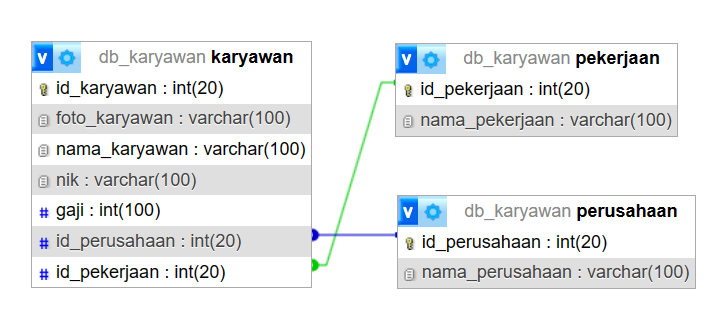 db_karyawan karyawan
id_karyawan : int(20)
foto_karyawan : varchar(100)
nama_karyawan : varchar(100)
nik : varchar(100)
gaji : int(100)
id_perusahaan : int(20)
id_pekerjaan : int(20)
db_karyawan pekerjaan
id_pekerjaan : int(20)
nama_pekerjaan : varchar(100)
db_karyawan perusahaan
id_perusahaan : int(20)
nama_perusahaan : varchar(100)